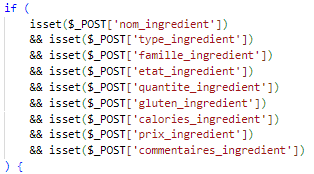 if (
isset($_POST['nom_ingredient'])
&& isset($_POST['type_ingredient'])
&& isset($_POST['famille_ingredient'])
&& isset($_POST['etat_ingredient'])
&& isset($_POST['quantite_ingredient'])
&& isset($_POST['gluten_ingredient'])
&& isset($_POST['calories_ingredient'])
&& isset($_POST['prix_ingredient'])
&& isset($_POST['commentaires_ingredient'])
) {